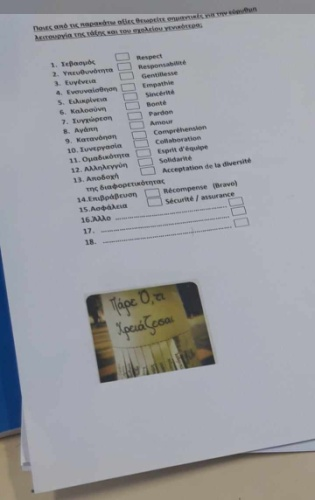 Ποιες από τις παρακάτω αξίες θεωρείτε σημαντικές για την εύρυθμη
λειτουργία της τάξης και του σχολείου γενικότερα;
1. Σεβασμός Respect
2. Υπευθυνότητα Responsabilité
3. Ευγένεια Gentillesse
4. Ενσυναίσθηση Empathie
5. Ειλικρίνεια Sincérité
6. Καλοσύνη Bonté
7. Συγχώρεση Pardon
8. Αγάπη Amour
9. Κατανόηση Compréhension
10. Συνεργασία Collaboration
11. Ομαδικότητα Esprit d'équipe
12. Αλληλεγγύη Solidarité
13. Αποδοχή Acceptation de la diversité
της διαφορετικότητας
14.Επιβράβευση Récompense (Bravo)
15.Ασφάλεια Sécurité / assurance
16.Άλλο
17.
18.
Πάρε Ό,τι
Χρειάζεσαι